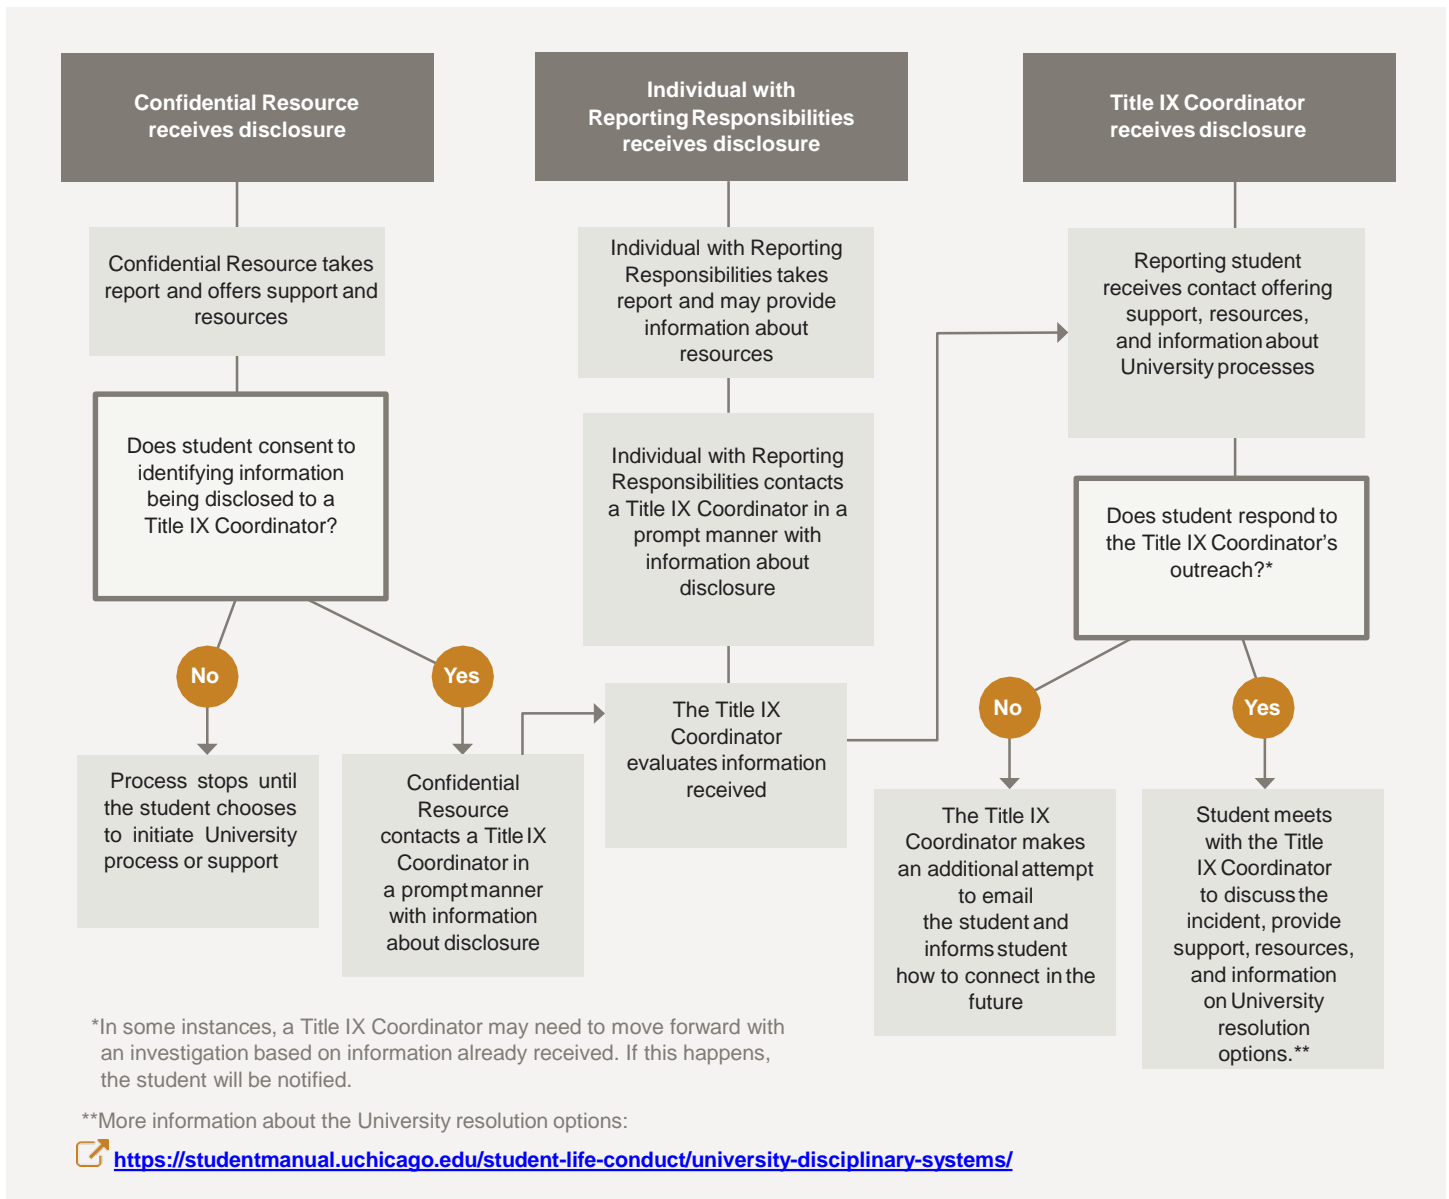 Confidential Resource
receives disclosure
Confidential Resource takes
report and offers support and
resources
Does student consent to
identifying information
being disclosed to a
Title IX Coordinator?
No
Yes
Process stops until
the student chooses
to initiate University
process or support
Confidential
Resource
contacts a Title IX
Coordinator in
a prompt manner
with information
about disclosure
Individual with
Reporting Responsibilities
receives disclosure
Individual with Reporting
Responsibilities takes
report and may provide
information about
resources
Individual with Reporting
Responsibilities contacts
a Title IX Coordinator in a
prompt manner with
information about
disclosure
The Title IX
Coordinator
evaluates information
received
Title IX Coordinator
receives disclosure
Reporting student
receives contact offering
support, resources,
and information about
University processes
Does student respond to
the Title IX Coordinator’s
outreach?*
No
Yes
The Title IX
Coordinator makes
an additional attempt
to email
the student and
informs student
how to connect in the
future
Student meets
with the Title
IX Coordinator
to discuss the
incident, provide
support, resources,
and information
on University
resolution
options.**
*In some instances, a Title IX Coordinator may need to move forward with
an investigation based on information already received. If this happens,
the student will be notified.
**More information about the University resolution options:
https://studentmanual.uchicago.edu/student-life-conduct/university-disciplinary-systems/